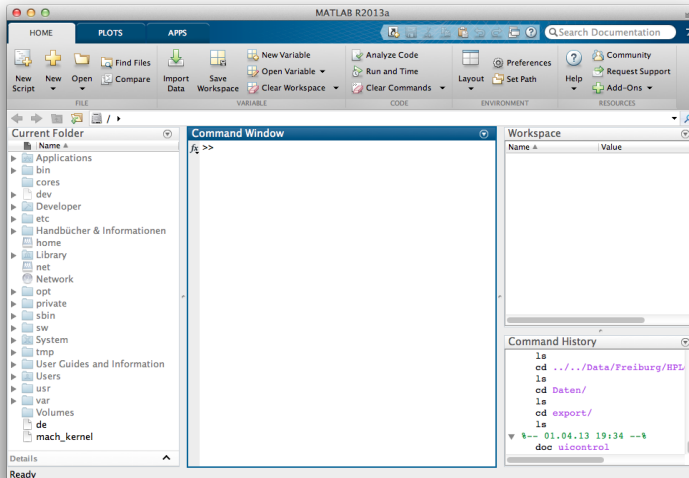 MATLAB R2013a
HOME PLOTS APPS
Search Documentation
New Script
New
Open
Find Files
Compare
Import Data
Save Workspace
New Variable
Open Variable
Clear Workspace
Analyze Code
Run and Time
Clear Commands
Layout
Preferences
Set Path
Help
Community
Request Support
Add-Ons
FILE VARIABLE CODE ENVIRONMENT RESOURCES
/
Current Folder
Name
Applications
bin
cores
dev
Developer
etc
Handbücher & Informationen
home
Library
net
Network
opt
private
sbin
sw
System
tmp
User Guides and Information
Users
usr
var
Volumes
de
mach_kernel
Details
Ready
Command Window
fx >>
Workspace
Name Value
Command History
ls
cd ../../Data/Freiburg/HPL
ls
cd Daten/
ls
cd export/
ls
%-- 01.04.13 19:34 --%
doc uicontrol